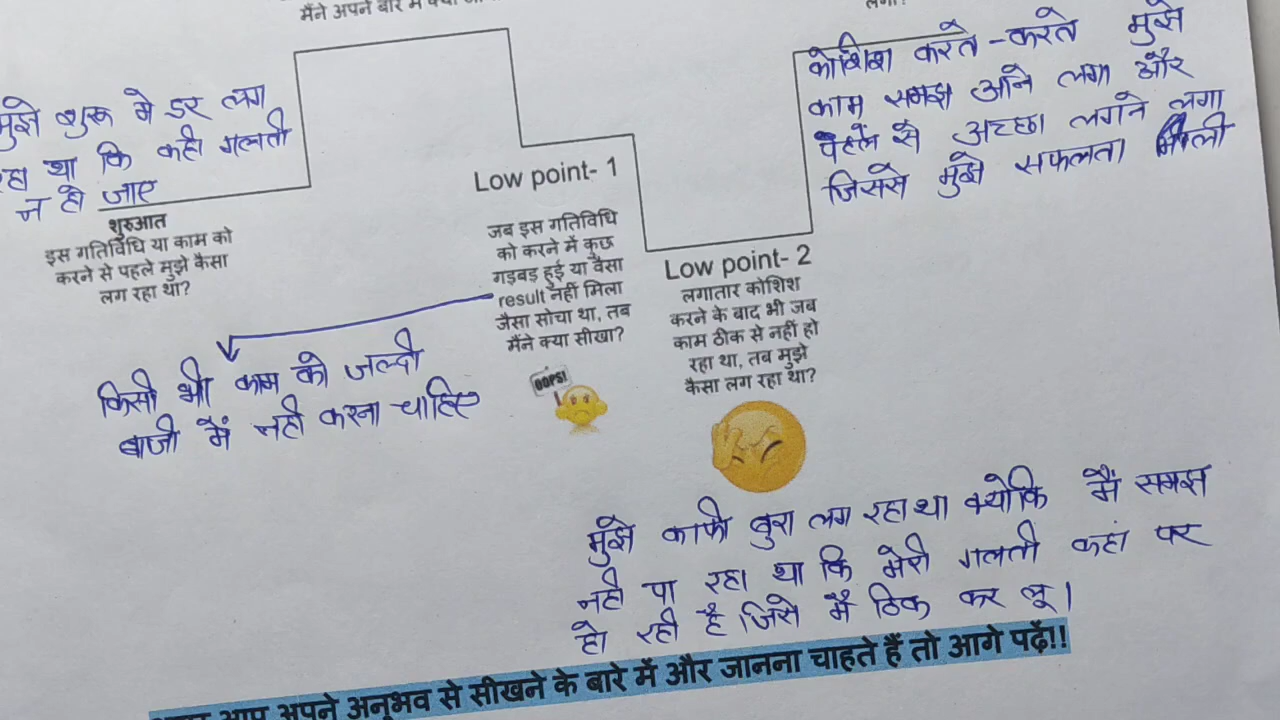 मैंने अपने बारे में क्या
लगा?
कोशिश करते-करते मुझे
काम समझ आने लगा और
पहले से अच्छा लगने लगा
जिससे मुझे सफलता मिली
मुझे शुरू मे डर लग
रहा था कि कही गलती
न हो जाए
शुरुआत
इस गतिविधि या काम को
करने से पहले मुझे कैसा
लग रहा था?
Low point- 1
जब इस गतिविधि
को करने में कुछ
गड़बड़ हुई या वैसा
result नहीं मिला
जैसा सोचा था, तब
मैंने क्या सीखा?
OOPS!
किसी भी काम को जल्दी
बाजी में नही करना चाहिए
Low point- 2
लगातार कोशिश
करने के बाद भी जब
काम ठीक से नहीं हो
रहा था, तब मुझे
कैसा लग रहा था?
मुझे काफी बुरा लग रहा था क्योकि मैं समझ
नही पा रहा था कि मेरी गलती कहां पर
हो रही है जिसे मैं ठिक कर लू।
आप अपने अनुभव से सीखने के बारे में और जानना चाहते हैं तो आगे पढ़ें!!